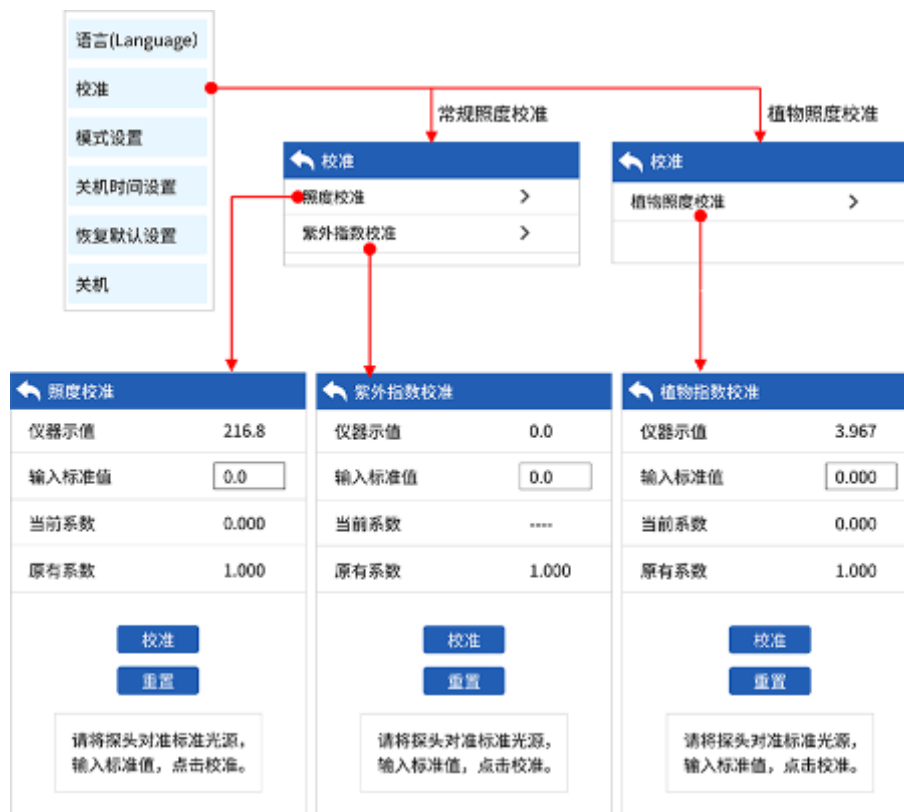 语言(Language)
校准
模式设置
关机时间设置
恢复默认设置
关机
常规照度校准
校准
照度校准
紫外指数校准
植物照度校准
校准
植物照度校准
照度校准
仪器示值 216.8
输入标准值 0.0
当前系数 0.000
原有系数 1.000
校准
重置
请将探头对准标准光源，
输入标准值，点击校准。
紫外指数校准
仪器示值 0.0
输入标准值 0.0
当前系数 ----
原有系数 1.000
校准
重置
请将探头对准标准光源，
输入标准值，点击校准。
植物指数校准
仪器示值 3.967
输入标准值 0.000
当前系数 0.000
原有系数 1.000
校准
重置
请将探头对准标准光源，
输入标准值，点击校准。